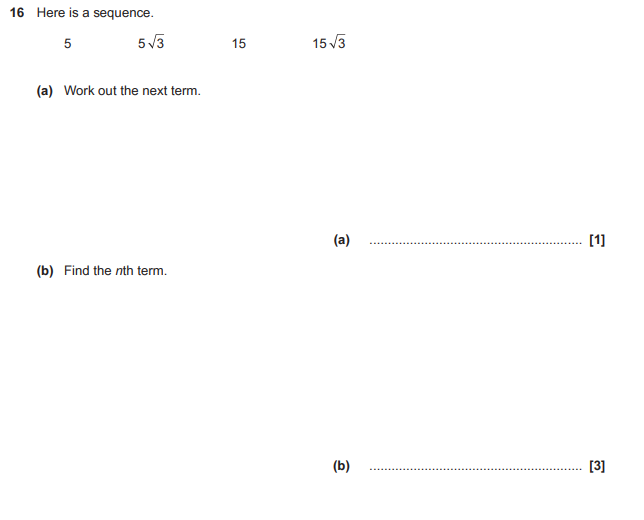 16 Here is a sequence.
5 5√3 15 15√3
(a) Work out the next term.
(a) .............................................................. [1]
(b) Find the nth term.
(b) .............................................................. [3]